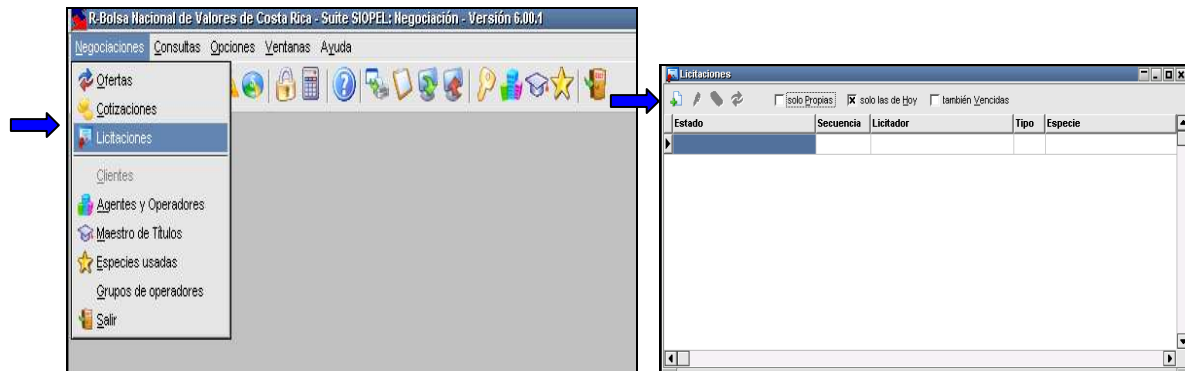 R-Bolsa Nacional de Valores de Costa Rica - Suite SIOPEL: Negociación - Versión 6.00.1
Negociaciones Consultas Opciones Ventanas Ayuda
Ofertas
Cotizaciones
Licitaciones
Clientes
Agentes y Operadores
Maestro de Títulos
Especies usadas
Grupos de operadores
Salir
Licitaciones
solo Propias solo las de Hoy también Vencidas
Estado Secuencia Licitador Tipo Especie